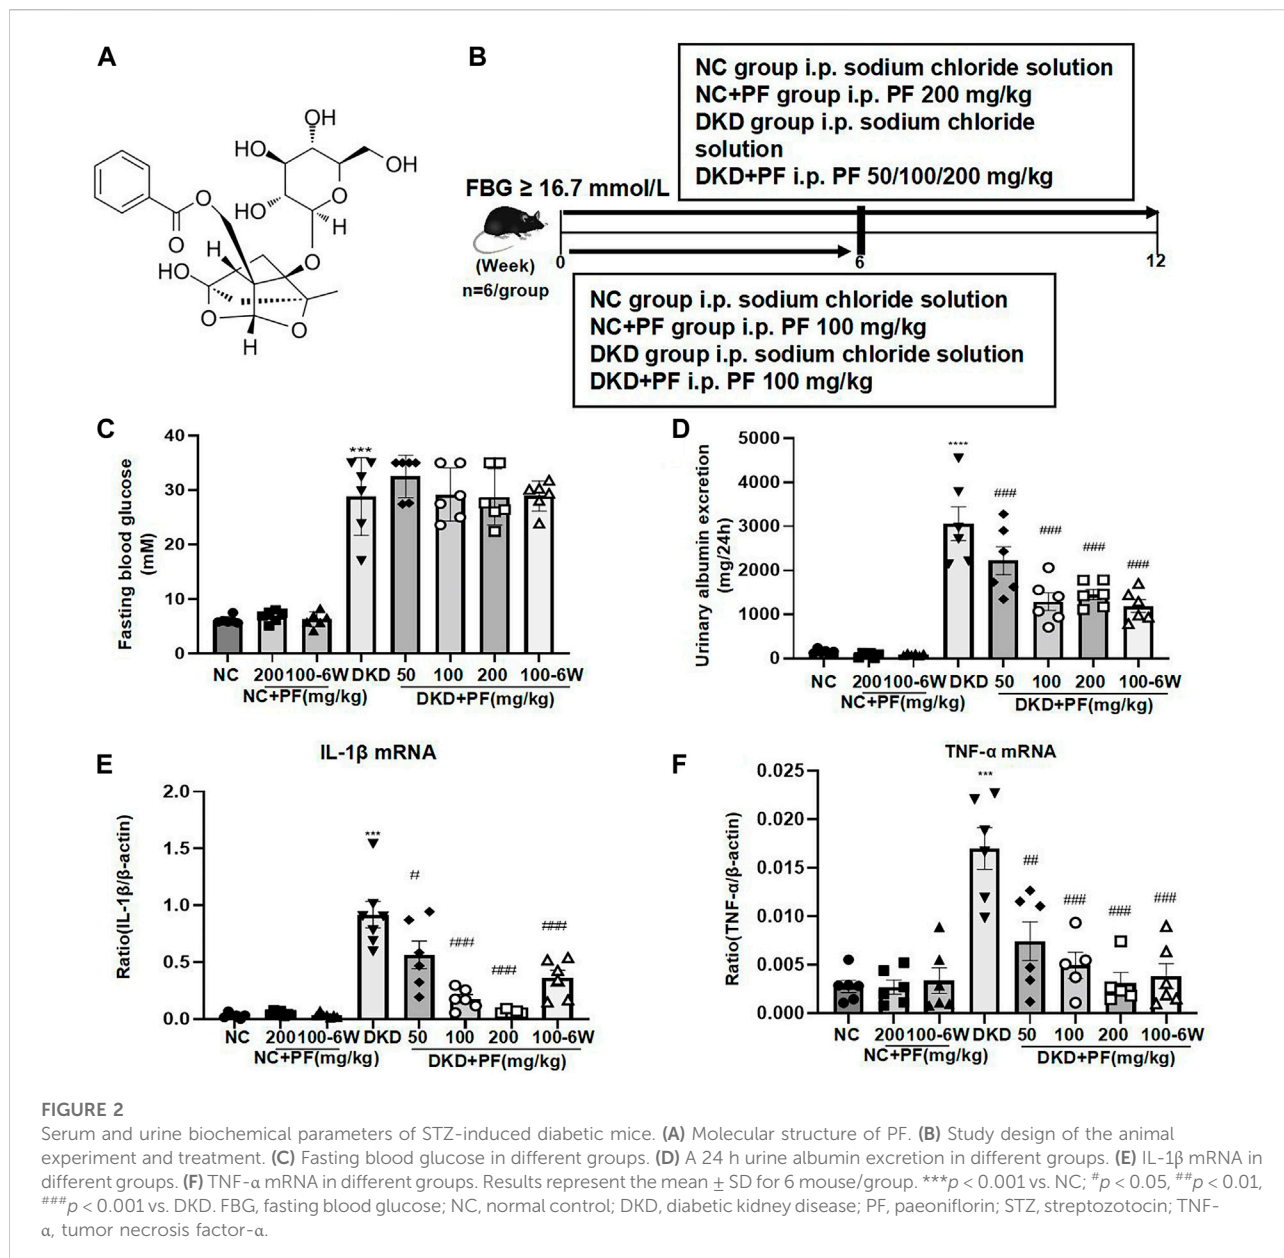 A
OH
HO
HO
OH
HO
O
O
H
O
O
H
HO
O
O
H
B
NC group i.p. sodium chloride solution
NC+PF group i.p. PF 200 mg/kg
DKD group i.p. sodium chloride
solution
DKD+PF i.p. PF 50/100/200 mg/kg
FBG ≥ 16.7 mmol/L
(Week)
n=6/group
0
6
12
NC group i.p. sodium chloride solution
NC+PF group i.p. PF 100 mg/kg
DKD group i.p. sodium chloride solution
DKD+PF i.p. PF 100 mg/kg
C
Fasting blood glucose
(mM)
40
30
20
10
0
***
NC 200 100-6W DKD 50 100 200 100-6W
NC+PF(mg/kg) DKD+PF(mg/kg)
D
Urinary albumin excretion
(mg/24h)
5000
4000
3000
2000
1000
0
****
###
###
###
###
NC 200 100-6W DKD 50 100 200 100-6W
NC+PF(mg/kg) DKD+PF(mg/kg)
E
IL-1β mRNA
Ratio(IL-1β/β-actin)
2.0
1.5
1.0
0.5
0.0
***
#
###
###
###
NC 200 100-6W DKD 50 100 200 100-6W
NC+PF(mg/kg) DKD+PF(mg/kg)
F
TNF-α mRNA
Ratio(TNF-α/β-actin)
0.025
0.020
0.015
0.010
0.005
0.000
***
##
###
###
###
NC 200 100-6W DKD 50 100 200 100-6W
NC+PF(mg/kg) DKD+PF(mg/kg)
FIGURE 2
Serum and urine biochemical parameters of STZ-induced diabetic mice. (A) Molecular structure of PF. (B) Study design of the animal
experiment and treatment. (C) Fasting blood glucose in different groups. (D) A 24 h urine albumin excretion in different groups. (E) IL-1β mRNA in
different groups. (F) TNF-α mRNA in different groups. Results represent the mean ± SD for 6 mouse/group. ***p < 0.001 vs. NC; #p < 0.05, ##p < 0.01,
###p < 0.001 vs. DKD. FBG, fasting blood glucose; NC, normal control; DKD, diabetic kidney disease; PF, paeoniflorin; STZ, streptozotocin; TNF-
α, tumor necrosis factor-α.